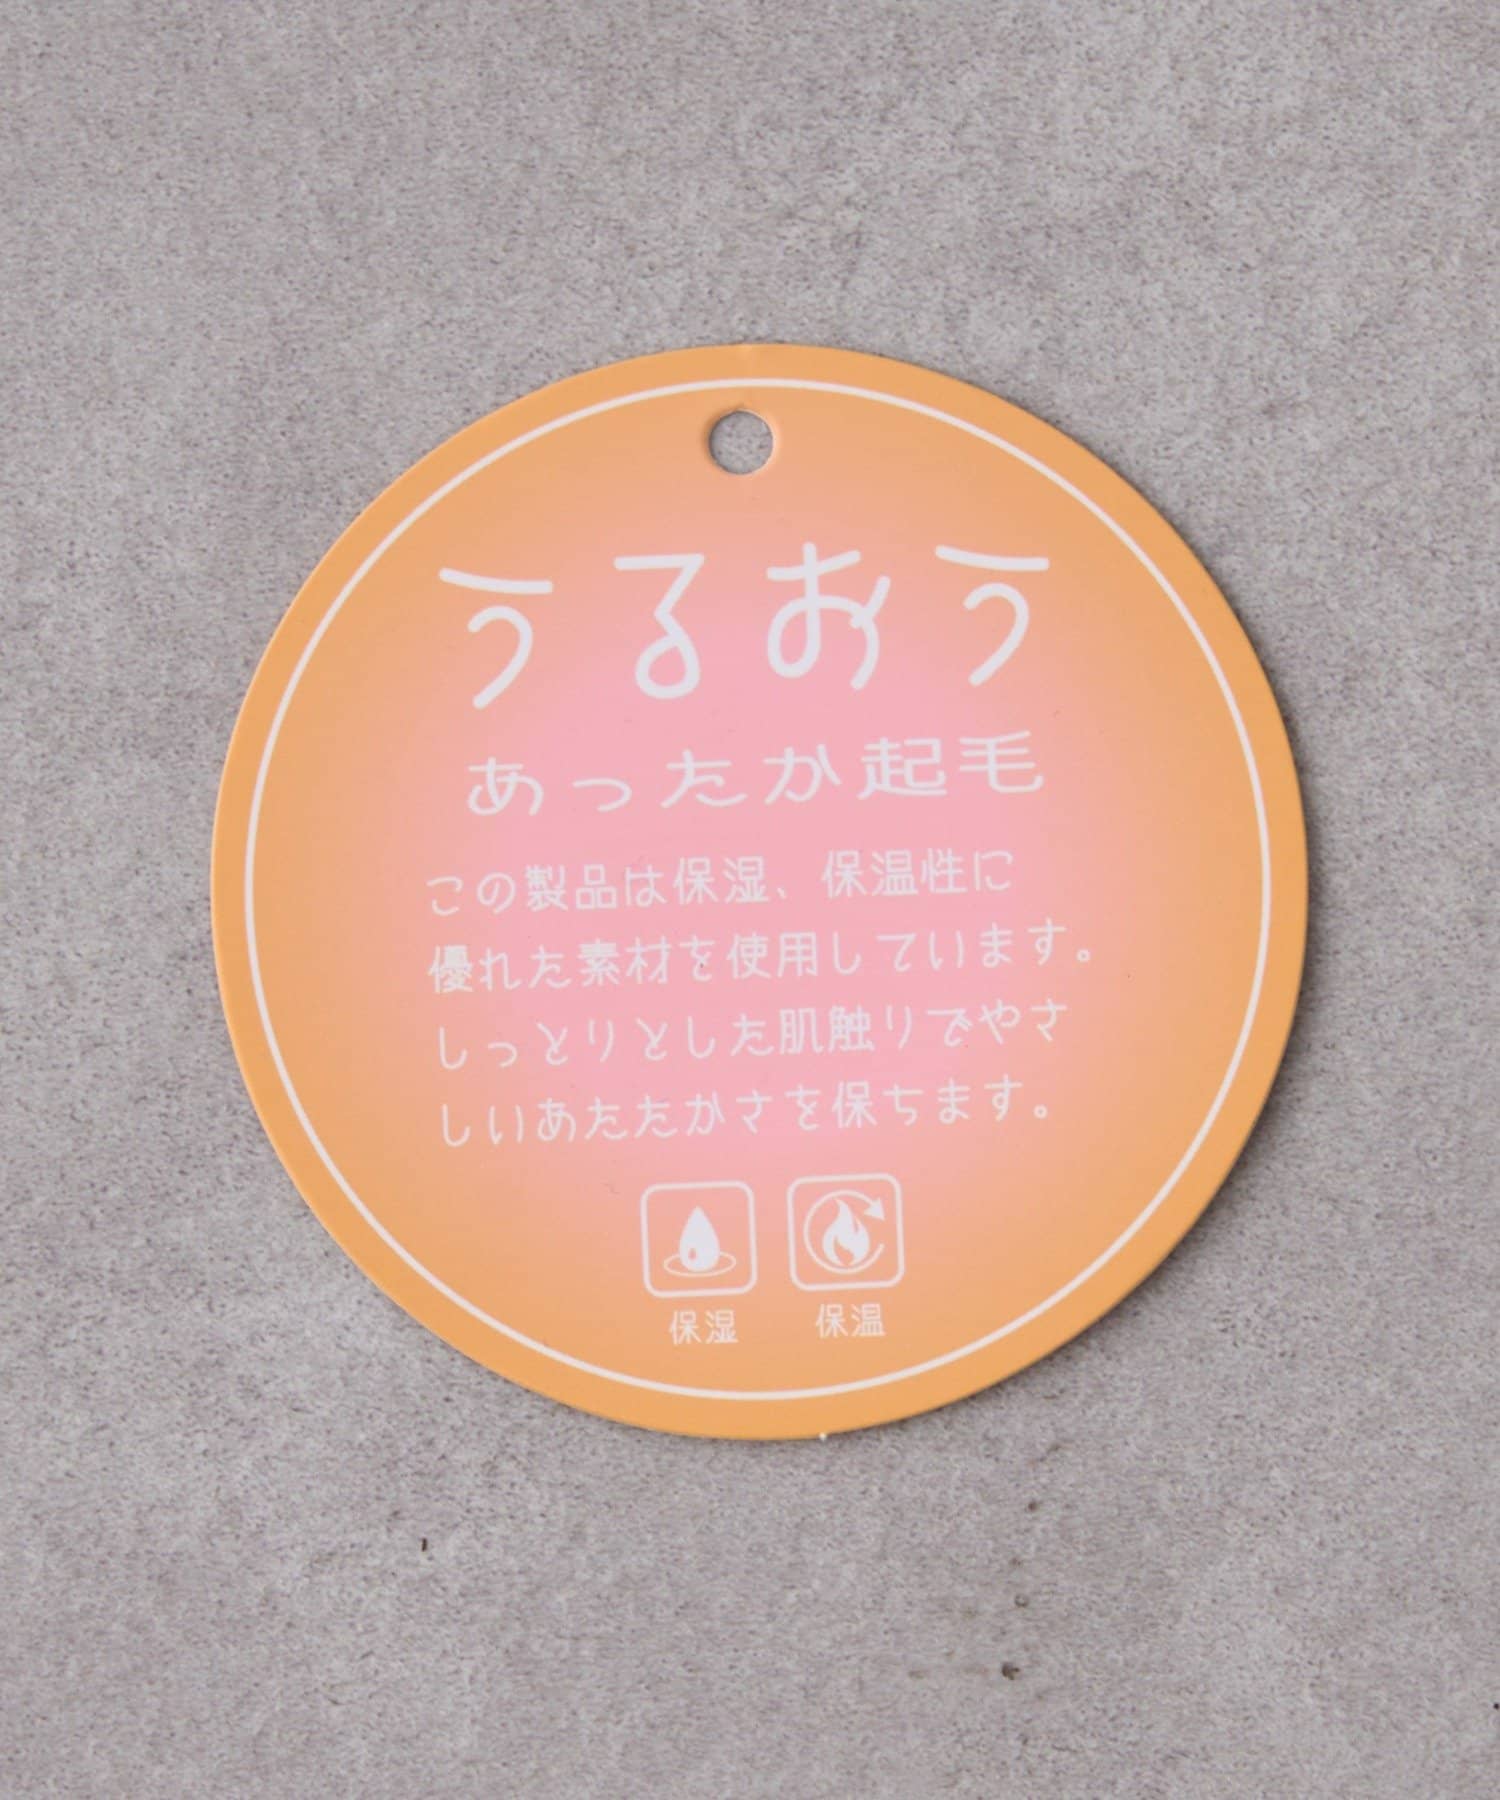 うるおう
あったか起毛
この製品は保湿、保温性に
優れた素材を使用しています。
しっとりとした肌触りでやさ
しいあたたかさを保ちます。
保湿 保温